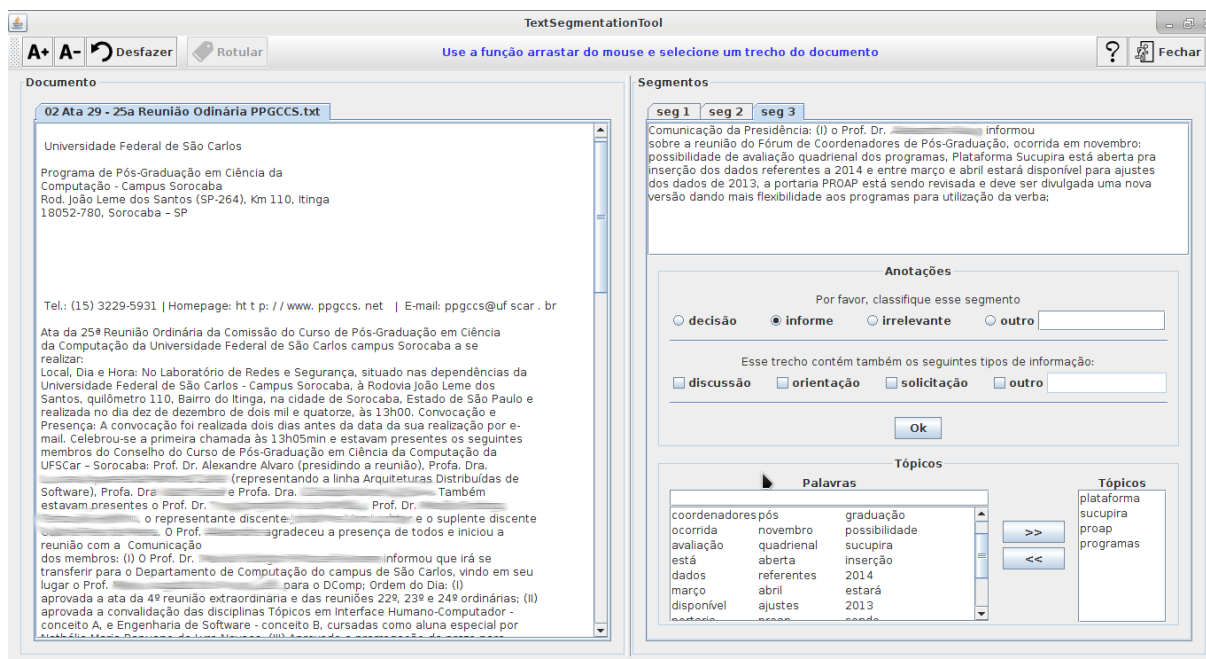 TextSegmentationTool
A+ A- Desfazer Rotular Use a função arrastar do mouse e selecione um trecho do documento ? Fechar
Documento
02 Ata 29 - 25a Reunião Odinária PPGCCS.txt
Universidade Federal de São Carlos
Programa de Pós-Graduação em Ciência da
Computação - Campus Sorocaba
Rod. João Leme dos Santos (SP-264), Km 110, Itinga
18052-780, Sorocaba – SP
Tel.: (15) 3229-5931 | Homepage: ht t p: / / www. ppgccs. net | E-mail: ppgccs@uf scar . br
Ata da 25ª Reunião Ordinária da Comissão do Curso de Pós-Graduação em Ciência
da Computação da Universidade Federal de São Carlos campus Sorocaba a se
realizar:
Local, Dia e Hora: No Laboratório de Redes e Segurança, situado nas dependências da
Universidade Federal de São Carlos - Campus Sorocaba, à Rodovia João Leme dos
Santos, quilômetro 110, Bairro do Itinga, na cidade de Sorocaba, Estado de São Paulo e
realizada no dia dez de dezembro de dois mil e quatorze, às 13h00. Convocação e
Presença: A convocação foi realizada dois dias antes da data da sua realização por e-
mail. Celebrou-se a primeira chamada às 13h05min e estavam presentes os seguintes
membros do Conselho do Curso de Pós-Graduação em Ciência da Computação da
UFSCar – Sorocaba: Prof. Dr. Alexandre Alvaro (presidindo a reunião), Profa. Dra.
(representando a linha Arquiteturas Distribuídas de
Software), Profa. Dra e Profa. Dra. Também
estavam presentes o Prof. Dr. Prof. Dr.
, o representante discente e o suplente discente
. O Prof. agradeceu a presença de todos e iniciou a
reunião com a Comunicação
dos membros: (I) O Prof. Dr. informou que irá se
transferir para o Departamento de Computação do campus de São Carlos, vindo em seu
lugar o Prof. para o DComp; Ordem do Dia: (I)
aprovada a ata da 4º reunião extraordinária e das reuniões 22º, 23º e 24º ordinárias; (II)
aprovada a convalidação das disciplinas Tópicos em Interface Humano-Computador -
conceito A, e Engenharia de Software - conceito B, cursadas como aluna especial por
Segmentos
seg 1 seg 2 seg 3
Comunicação da Presidência: (I) o Prof. Dr. informou
sobre a reunião do Fórum de Coordenadores de Pós-Graduação, ocorrida em novembro:
possibilidade de avaliação quadrienal dos programas, Plataforma Sucupira está aberta pra
inserção dos dados referentes a 2014 e entre março e abril estará disponível para ajustes
dos dados de 2013, a portaria PROAP está sendo revisada e deve ser divulgada uma nova
versão dando mais flexibilidade aos programas para utilização da verba;
Anotações
Por favor, classifique esse segmento
decisão informe irrelevante outro
Esse trecho contém também os seguintes tipos de informação:
discussão orientação solicitação outro
Ok
Tópicos
Palavras
coordenadores pós graduação
ocorrida novembro possibilidade
avaliação quadrienal sucupira
está aberta inserção
dados referentes 2014
março abril estará
disponível ajustes 2013
>>
<<
Tópicos
plataforma
sucupira
proap
programas